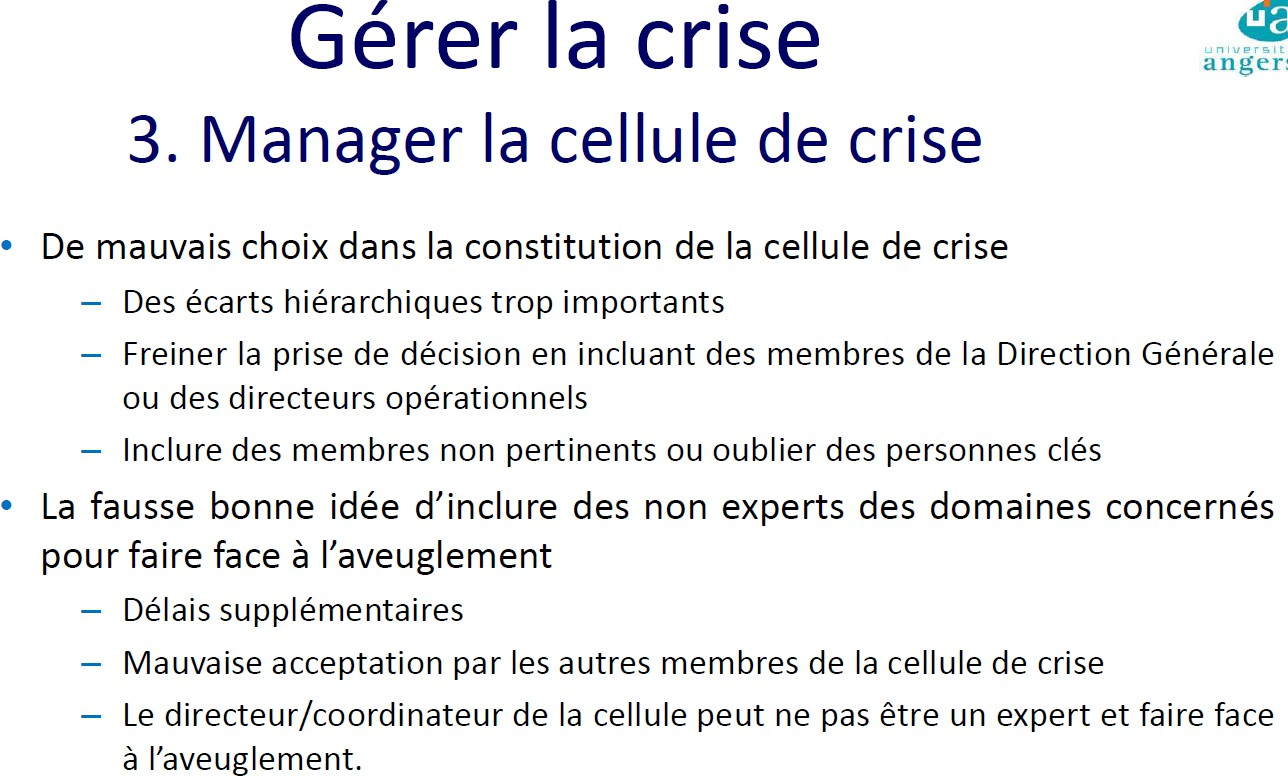 Gérer la crise
3. Manager la cellule de crise
• De mauvais choix dans la constitution de la cellule de crise
– Des écarts hiérarchiques trop importants
– Freiner la prise de décision en incluant des membres de la Direction Générale
ou des directeurs opérationnels
– Inclure des membres non pertinents ou oublier des personnes clés
• La fausse bonne idée d’inclure des non experts des domaines concernés
pour faire face à l’aveuglement
– Délais supplémentaires
– Mauvaise acceptation par les autres membres de la cellule de crise
– Le directeur/coordinateur de la cellule peut ne pas être un expert et faire face
à l’aveuglement.
ua
universit
angers